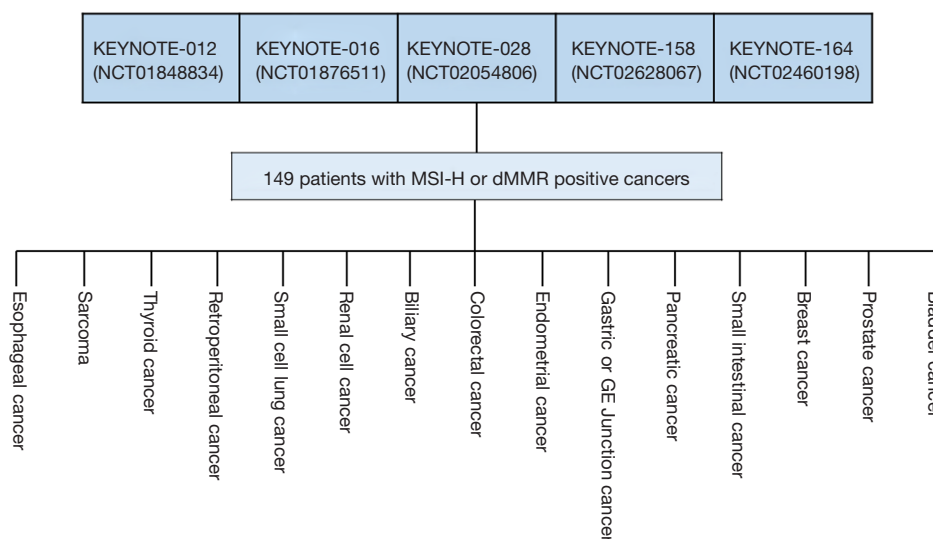 KEYNOTE-012
(NCT01848834)
KEYNOTE-016
(NCT01876511)
KEYNOTE-028
(NCT02054806)
KEYNOTE-158
(NCT02628067)
KEYNOTE-164
(NCT02460198)
149 patients with MSI-H or dMMR positive cancers
Esophageal cancer
Sarcoma
Thyroid cancer
Retroperitoneal cancer
Small cell lung cancer
Renal cell cancer
Biliary cancer
Colorectal cancer
Endometrial cancer
Gastric or GE Junction cancer
Pancreatic cancer
Small intestinal cancer
Breast cancer
Prostate cancer
Bladder cancer